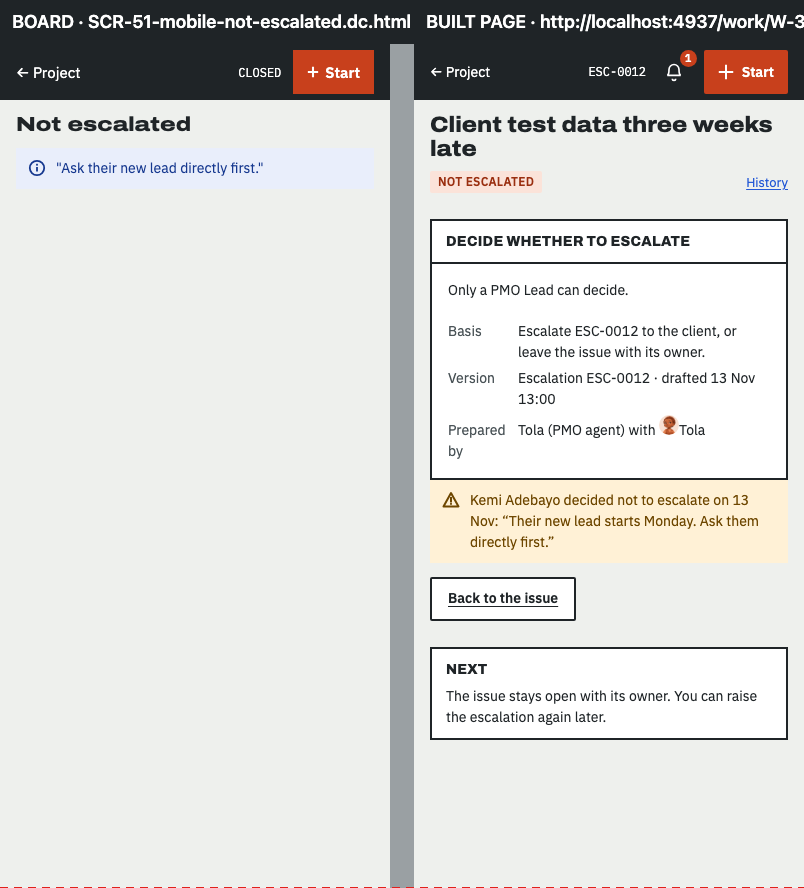 BOARD · SCR-51-mobile-not-escalated.dc.html
← Project
CLOSED
+ Start
Not escalated
"Ask their new lead directly first."
BUILT PAGE · http://localhost:4937/work/W-3
← Project
ESC-0012
1
+ Start
Client test data three weeks
late
NOT ESCALATED
History
DECIDE WHETHER TO ESCALATE
Only a PMO Lead can decide.
Basis
Escalate ESC-0012 to the client, or
leave the issue with its owner.
Version
Escalation ESC-0012 · drafted 13 Nov
13:00
Prepared
by
Tola (PMO agent) with Tola
Kemi Adebayo decided not to escalate on 13
Nov: “Their new lead starts Monday. Ask them
directly first.”
Back to the issue
NEXT
The issue stays open with its owner. You can raise
the escalation again later.